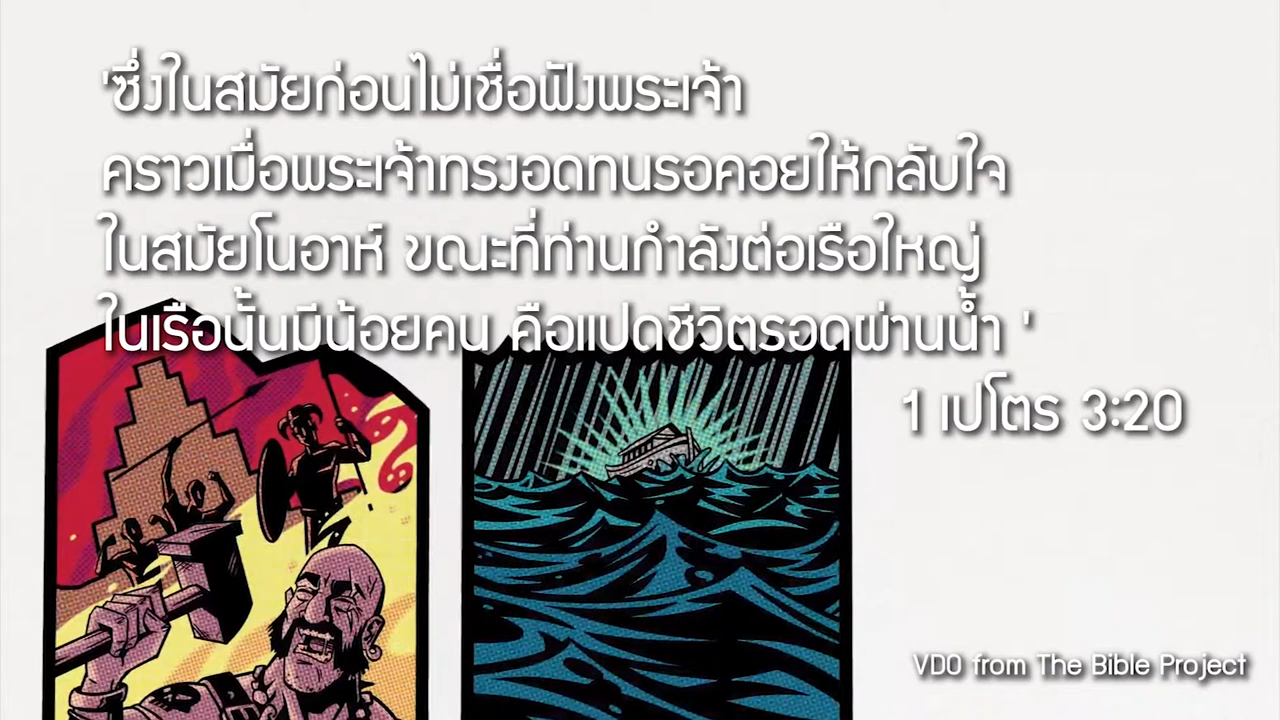 'ซึ่งในสมัยก่อนไม่เชื่อฟังพระเจ้า
คราวเมื่อพระเจ้าทรงอดทนรอคอยให้กลับใจ
ในสมัยโนอาห์ ขณะที่ท่านกำลังต่อเรือใหญ่
ในเรือนั้นมีน้อยคน คือแปดชีวิตรอดผ่านน้ำ '
1 เปโตร 3:20
VDO from The Bible Project